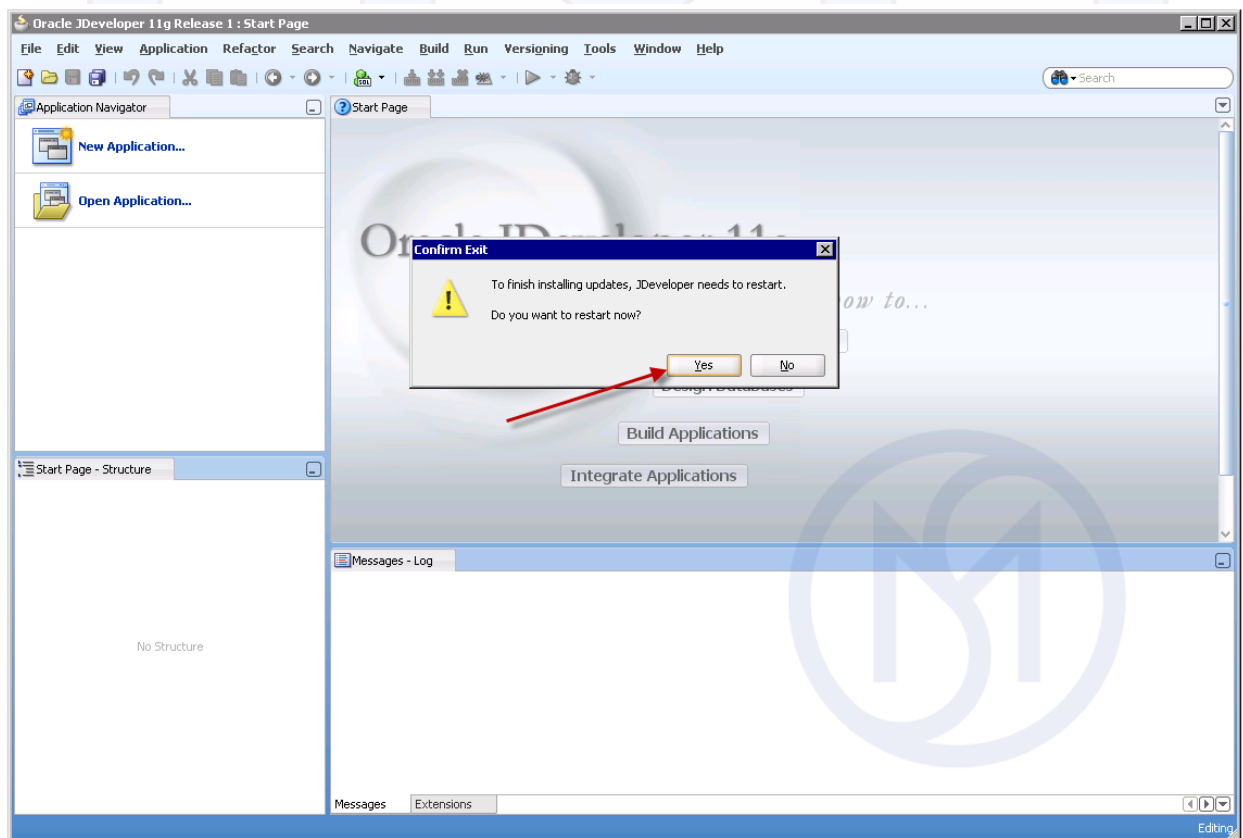 Oracle JDeveloper 11g Release 1 : Start Page
File Edit View Application Refactor Search Navigate Build Run Versioning Tools Window Help
Search
Application Navigator
Start Page
New Application...
Open Application...
Confirm Exit
To finish installing updates, JDeveloper needs to restart.
Do you want to restart now?
to...
Yes No
Build Applications
Integrate Applications
Start Page - Structure
No Structure
Messages - Log
Messages Extensions
Editing